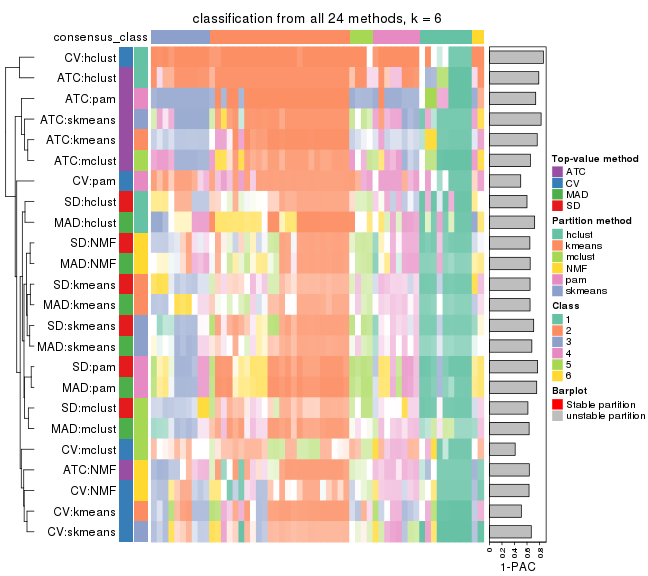 classification from all 24 methods, k = 6
consensus_class
CV:hclust
ATC:hclust
ATC:pam
ATC:skmeans
ATC:kmeans
ATC:mclust
CV:pam
SD:hclust
MAD:hclust
SD:NMF
MAD:NMF
SD:kmeans
MAD:kmeans
SD:skmeans
MAD:skmeans
SD:pam
MAD:pam
SD:mclust
MAD:mclust
CV:mclust
ATC:NMF
CV:NMF
CV:kmeans
CV:skmeans
0 0.2 0.4 0.6 0.8
1-PAC
Top-value method
ATC
CV
MAD
SD
Partition method
hclust
kmeans
mclust
NMF
pam
skmeans
Class
1
2
3
4
5
6
Barplot
Stable partition
unstable partition